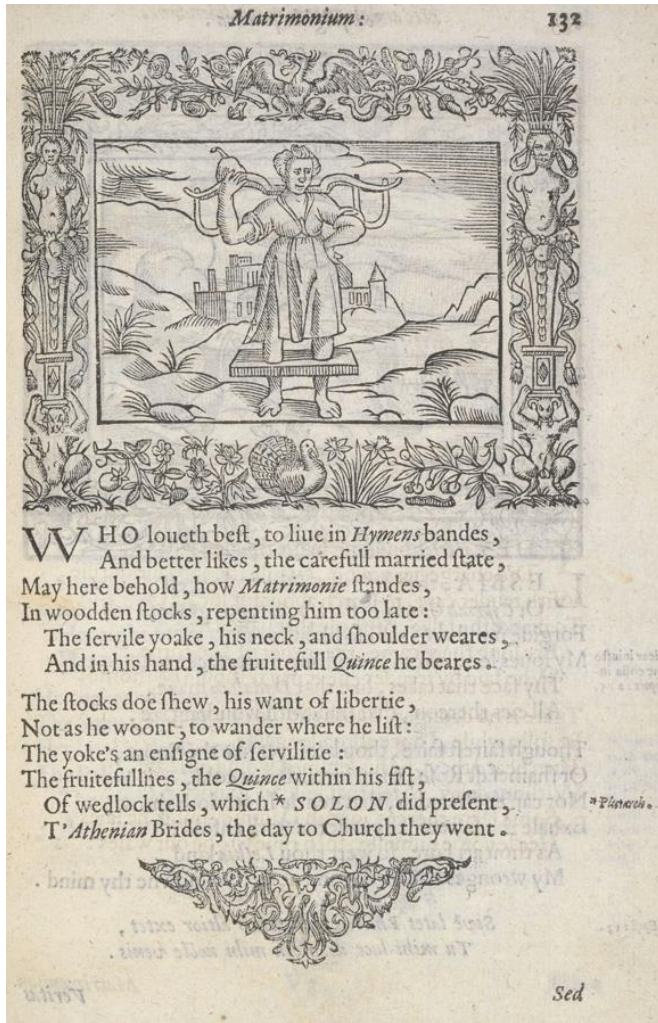 Matrimonium:
132
WHO loueth best, to liue in Hymens bandes,
And better likes, the carefull married state,
May here behold, how Matrimonie standes,
In woodden stocks, repenting him too late:
The servile yoake, his neck, and shoulder weares,
And in his hand, the fruitefull Quince he beares.
The stocks doe shew, his want of libertie,
Not as he woont, to wander where he list:
The yoke's an ensigne of servilitie:
The fruitefullnes, the Quince within his fist,
Of wedlock tells, which * SOLON did present,
T'Athenian Brides, the day to Church they went.
* Plutarch.
Sed